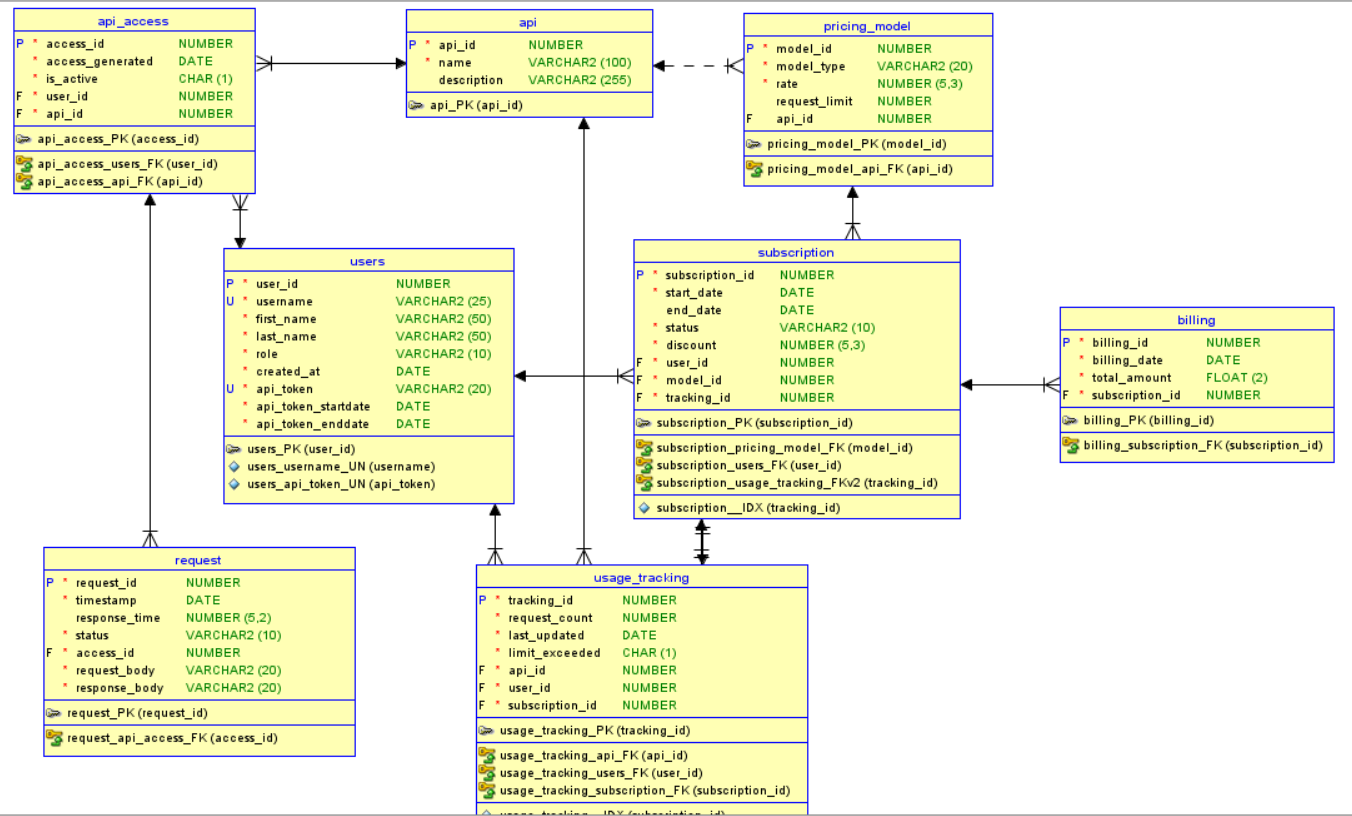 api_access
P * access_id NUMBER
* access_generated DATE
* is_active CHAR (1)
F * user_id NUMBER
F * api_id NUMBER
api_access_PK (access_id)
api_access_users_FK (user_id)
api_access_api_FK (api_id)
api
P * api_id NUMBER
* name VARCHAR2 (100)
description VARCHAR2 (255)
api_PK (api_id)
pricing_model
P * model_id NUMBER
* model_type VARCHAR2 (20)
* rate NUMBER (5,3)
request_limit NUMBER
F api_id NUMBER
pricing_model_PK (model_id)
pricing_model_api_FK (api_id)
users
P * user_id NUMBER
U * username VARCHAR2 (25)
* first_name VARCHAR2 (50)
* last_name VARCHAR2 (50)
* role VARCHAR2 (10)
* created_at DATE
U * api_token VARCHAR2 (20)
* api_token_startdate DATE
* api_token_enddate DATE
users_PK (user_id)
users_username_UN (username)
users_api_token_UN (api_token)
subscription
P * subscription_id NUMBER
* start_date DATE
end_date DATE
* status VARCHAR2 (10)
* discount NUMBER (5,3)
F * user_id NUMBER
F * model_id NUMBER
F * tracking_id NUMBER
subscription_PK (subscription_id)
subscription_pricing_model_FK (model_id)
subscription_users_FK (user_id)
subscription_usage_tracking_FKv2 (tracking_id)
subscription__IDX (tracking_id)
billing
P * billing_id NUMBER
* billing_date DATE
* total_amount FLOAT (2)
F * subscription_id NUMBER
billing_PK (billing_id)
billing_subscription_FK (subscription_id)
request
P * request_id NUMBER
* timestamp DATE
response_time NUMBER (5,2)
* status VARCHAR2 (10)
F * access_id NUMBER
* request_body VARCHAR2 (20)
* response_body VARCHAR2 (20)
request_PK (request_id)
request_api_access_FK (access_id)
usage_tracking
P * tracking_id NUMBER
* request_count NUMBER
* last_updated DATE
* limit_exceeded CHAR (1)
F * api_id NUMBER
F * user_id NUMBER
F * subscription_id NUMBER
usage_tracking_PK (tracking_id)
usage_tracking_api_FK (api_id)
usage_tracking_users_FK (user_id)
usage_tracking_subscription_FK (subscription_id)
usage_tracking__IDX (subscription_id)